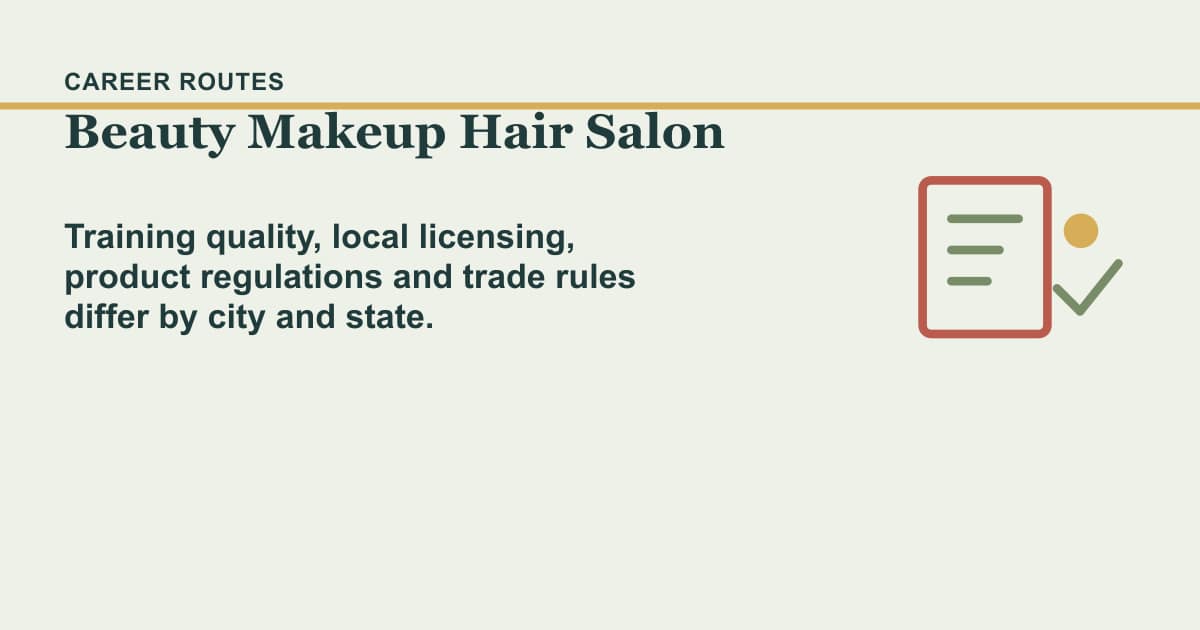 CAREER ROUTES
Beauty Makeup Hair Salon
Training quality, local licensing,
product regulations and trade rules
differ by city and state.